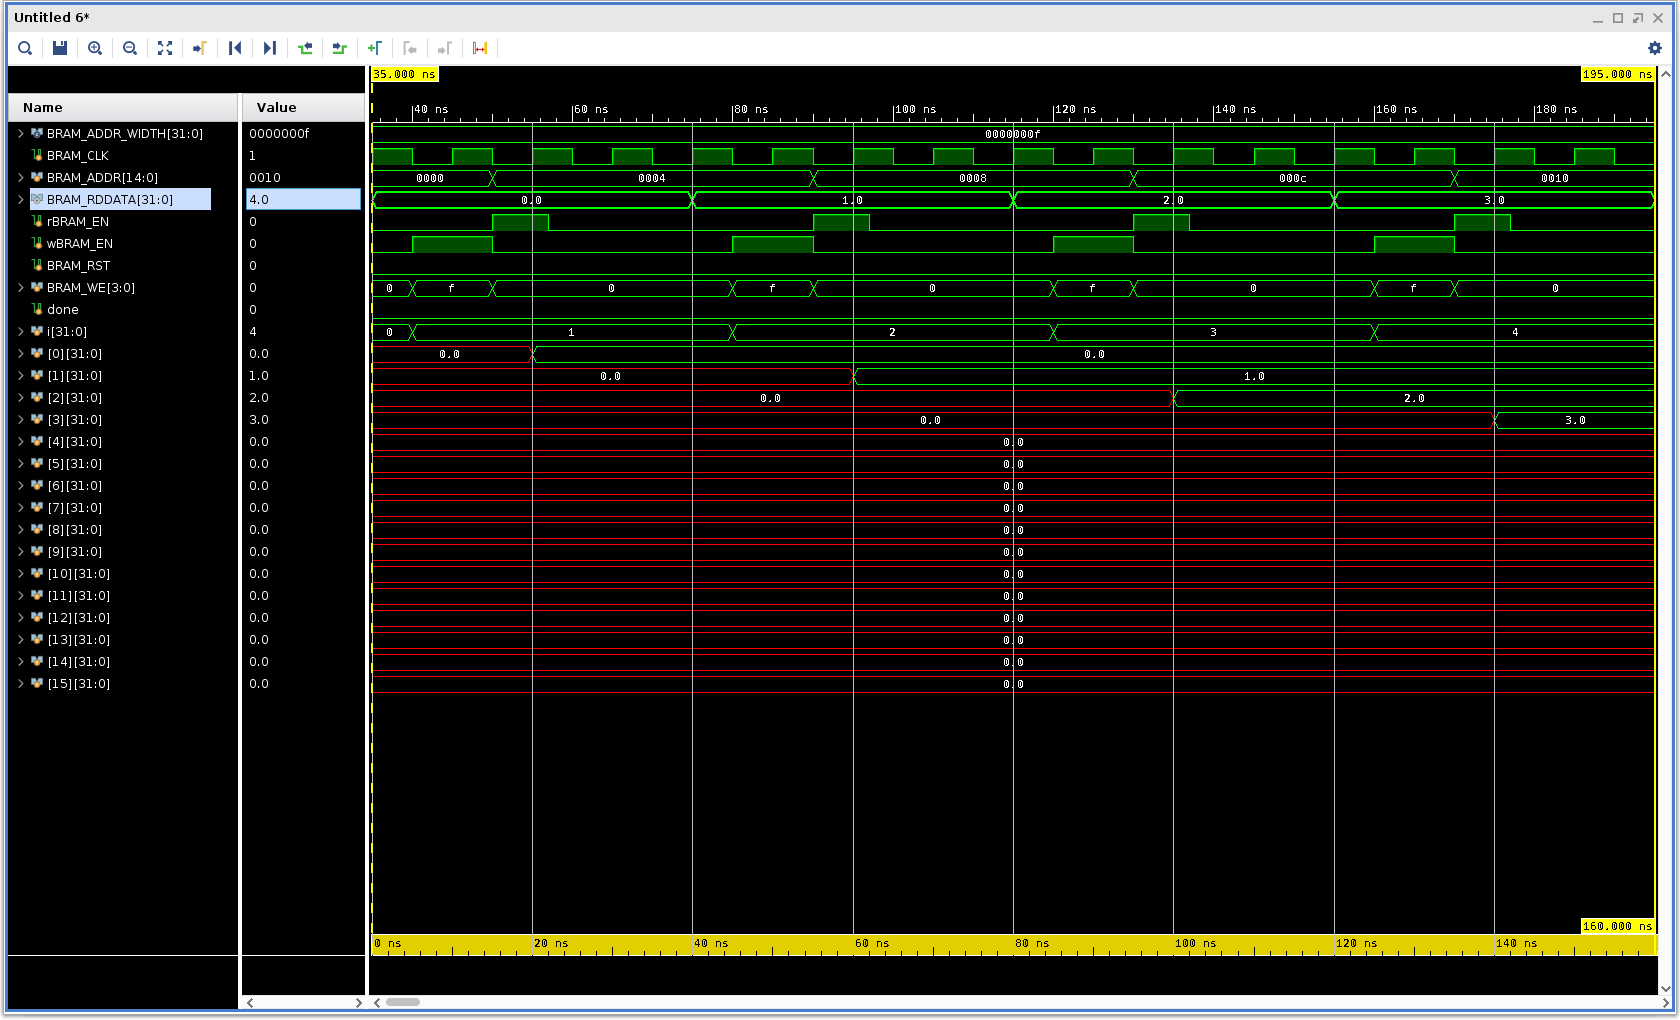 Untitled 6*
35.000 ns 195.000 ns
Name Value
40 ns 60 ns 80 ns 100 ns 120 ns 140 ns 160 ns 180 ns
BRAM_ADDR_WIDTH[31:0] 0000000f 0000000f
BRAM_CLK 1
BRAM_ADDR[14:0] 0010 0000 0004 0008 000c 0010
BRAM_RDDATA[31:0] 4.0 0.0 1.0 2.0 3.0
rBRAM_EN 0
wBRAM_EN 0
BRAM_RST 0
BRAM_WE[3:0] 0 0 f 0 f 0 f 0 f 0
done 0
i[31:0] 4 0 1 2 3 4
[0][31:0] 0.0 0.0 0.0
[1][31:0] 1.0 0.0 1.0
[2][31:0] 2.0 0.0 2.0
[3][31:0] 3.0 0.0 3.0
[4][31:0] 0.0 0.0
[5][31:0] 0.0 0.0
[6][31:0] 0.0 0.0
[7][31:0] 0.0 0.0
[8][31:0] 0.0 0.0
[9][31:0] 0.0 0.0
[10][31:0] 0.0 0.0
[11][31:0] 0.0 0.0
[12][31:0] 0.0 0.0
[13][31:0] 0.0 0.0
[14][31:0] 0.0 0.0
[15][31:0] 0.0 0.0
160.000 ns
0 ns 20 ns 40 ns 60 ns 80 ns 100 ns 120 ns 140 ns